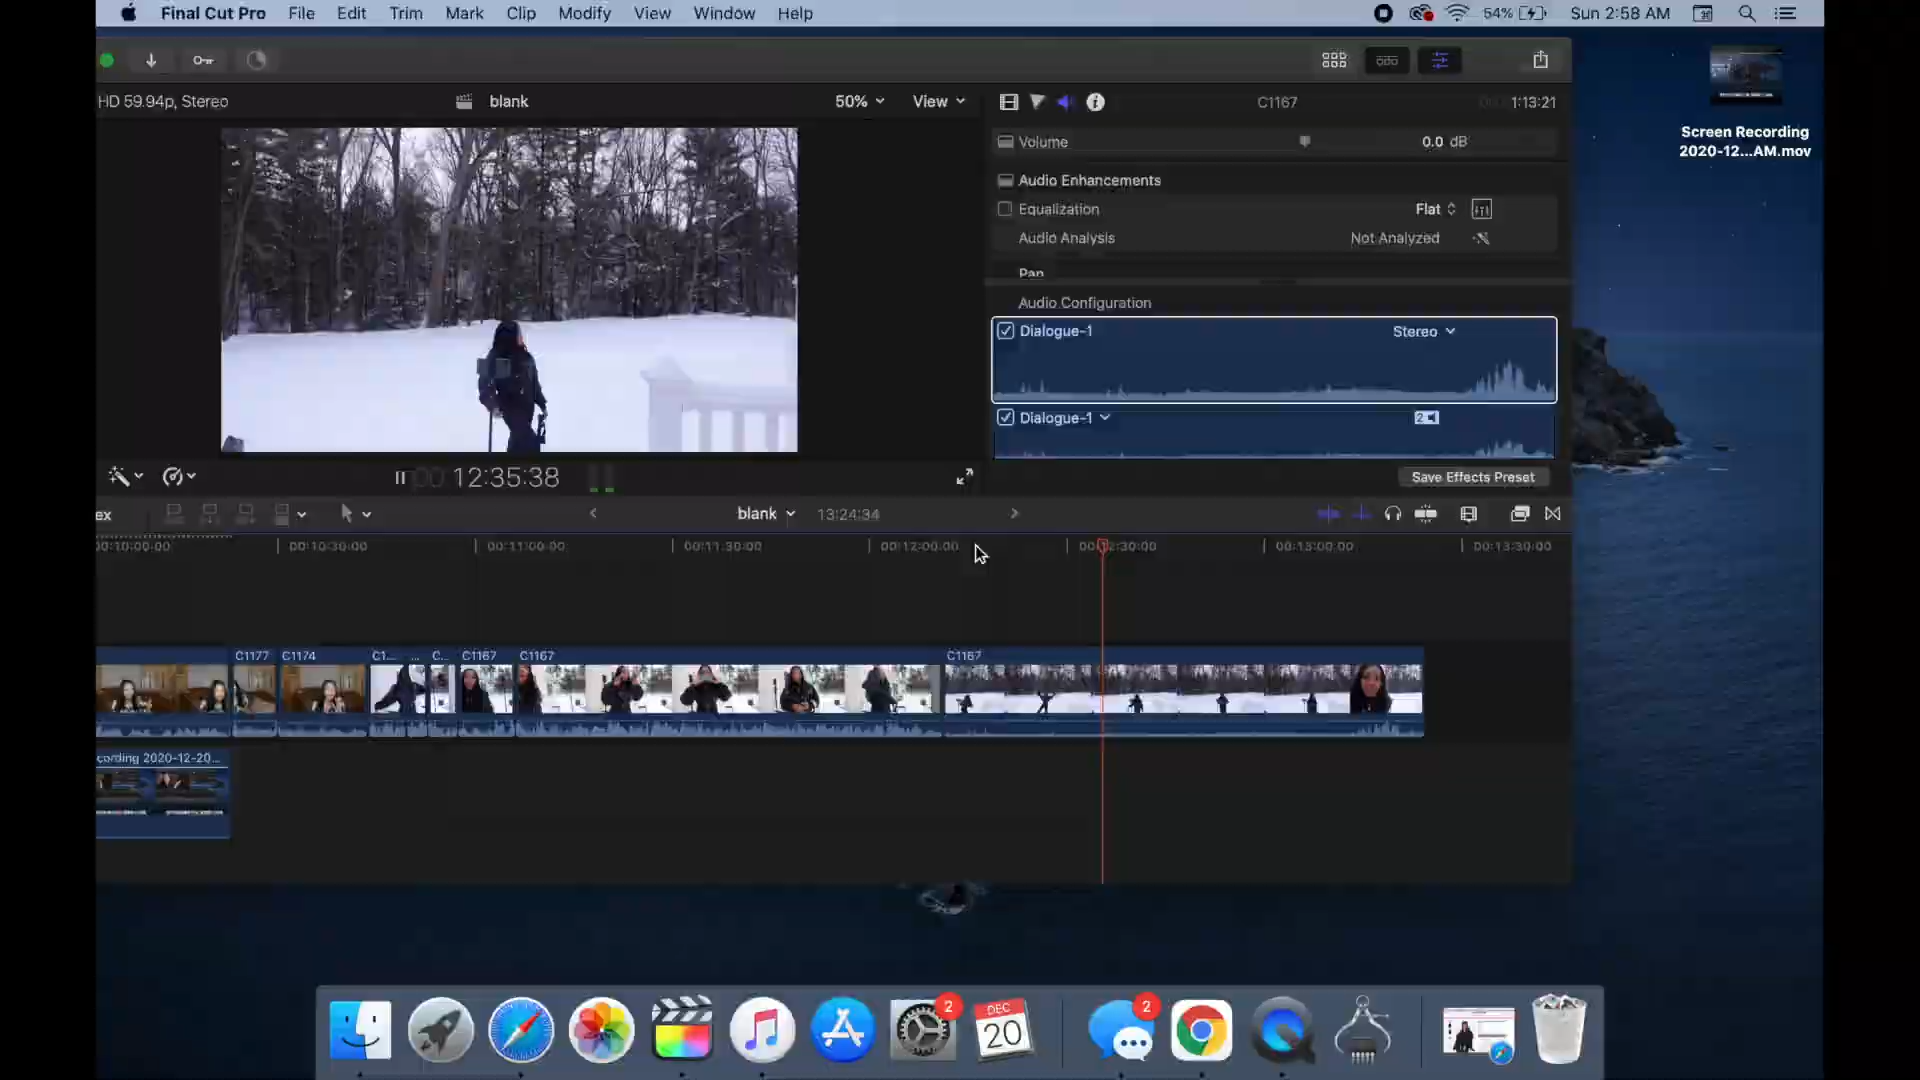 Final Cut Pro File Edit Trim Mark Clip Modify View Window Help 54% Sun 2:58 AM
HD 59.94p, Stereo blank 50% View C1167 1:13:21
Screen Recording
2020-12...AM.mov
Volume 0.0 dB
Audio Enhancements
Equalization Flat
Audio Analysis Not Analyzed
Pan
Audio Configuration
Dialogue-1 Stereo
Dialogue-1 2
12:35:38 Save Effects Preset
ex blank 13:24:34
00:10:00:00 00:10:30:00 00:11:00:00 00:11:30:00 00:12:00:00 00:12:30:00 00:13:00:00 00:13:30:00
C1177 C1174 C1... ... C... C1167 C1167 C1167
cording 2020-12-20...
2 DEC 2
20